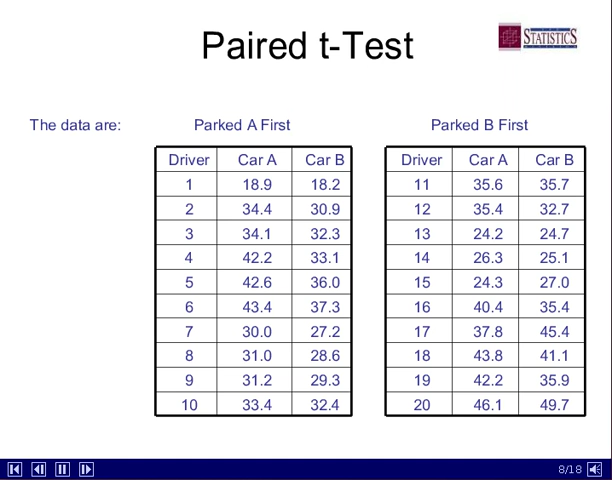 Paired t-Test
STATISTICS
The data are: Parked A First Parked B First
Driver Car A Car B Driver Car A Car B
1 18.9 18.2 11 35.6 35.7
2 34.4 30.9 12 35.4 32.7
3 34.1 32.3 13 24.2 24.7
4 42.2 33.1 14 26.3 25.1
5 42.6 36.0 15 24.3 27.0
6 43.4 37.3 16 40.4 35.4
7 30.0 27.2 17 37.8 45.4
8 31.0 28.6 18 43.8 41.1
9 31.2 29.3 19 42.2 35.9
10 33.4 32.4 20 46.1 49.7
8/18